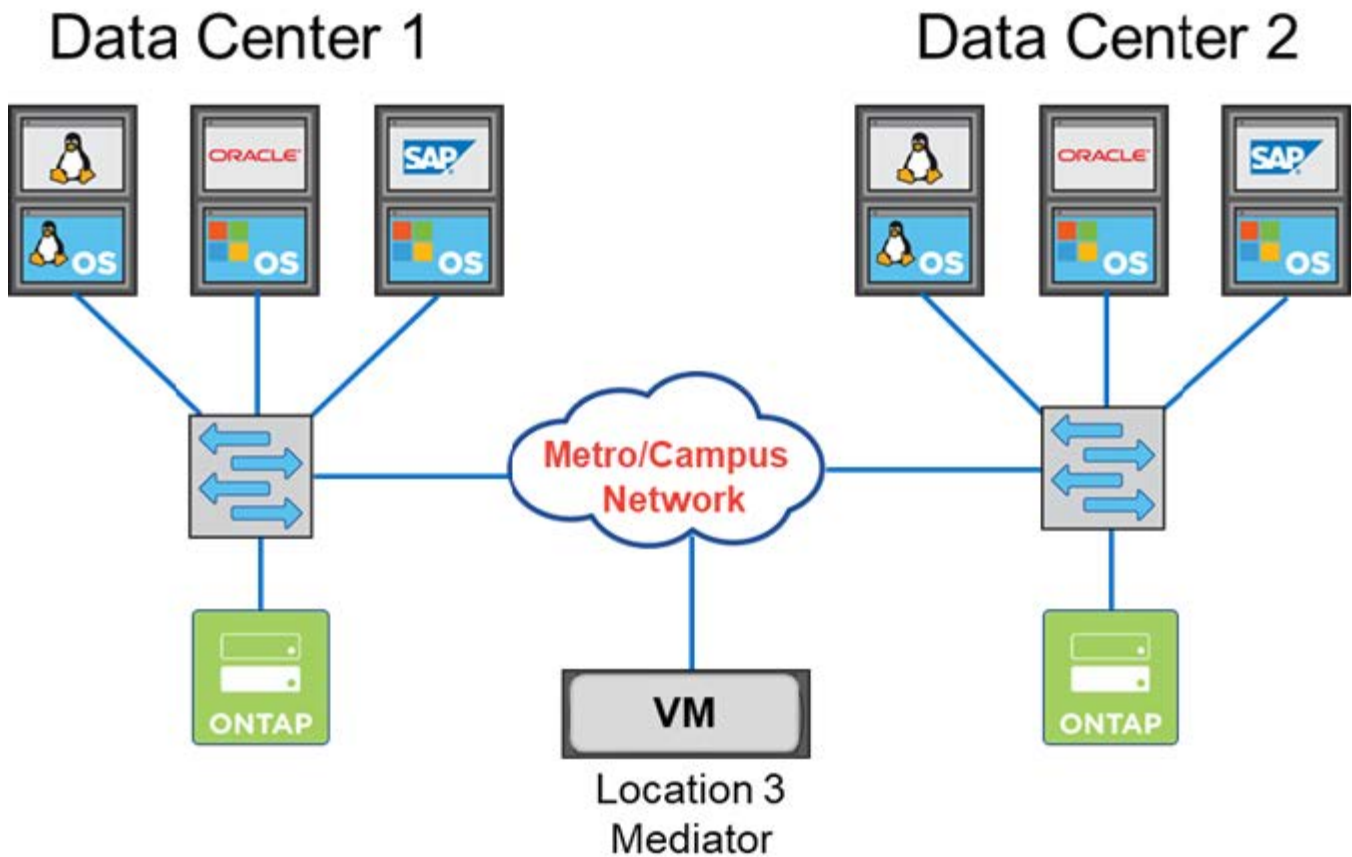 Data Center 1
Data Center 2
ORACLE
SAP
OS
OS
OS
ORACLE
SAP
OS
OS
OS
Metro/Campus
Network
ONTAP
VM
ONTAP
Location 3
Mediator